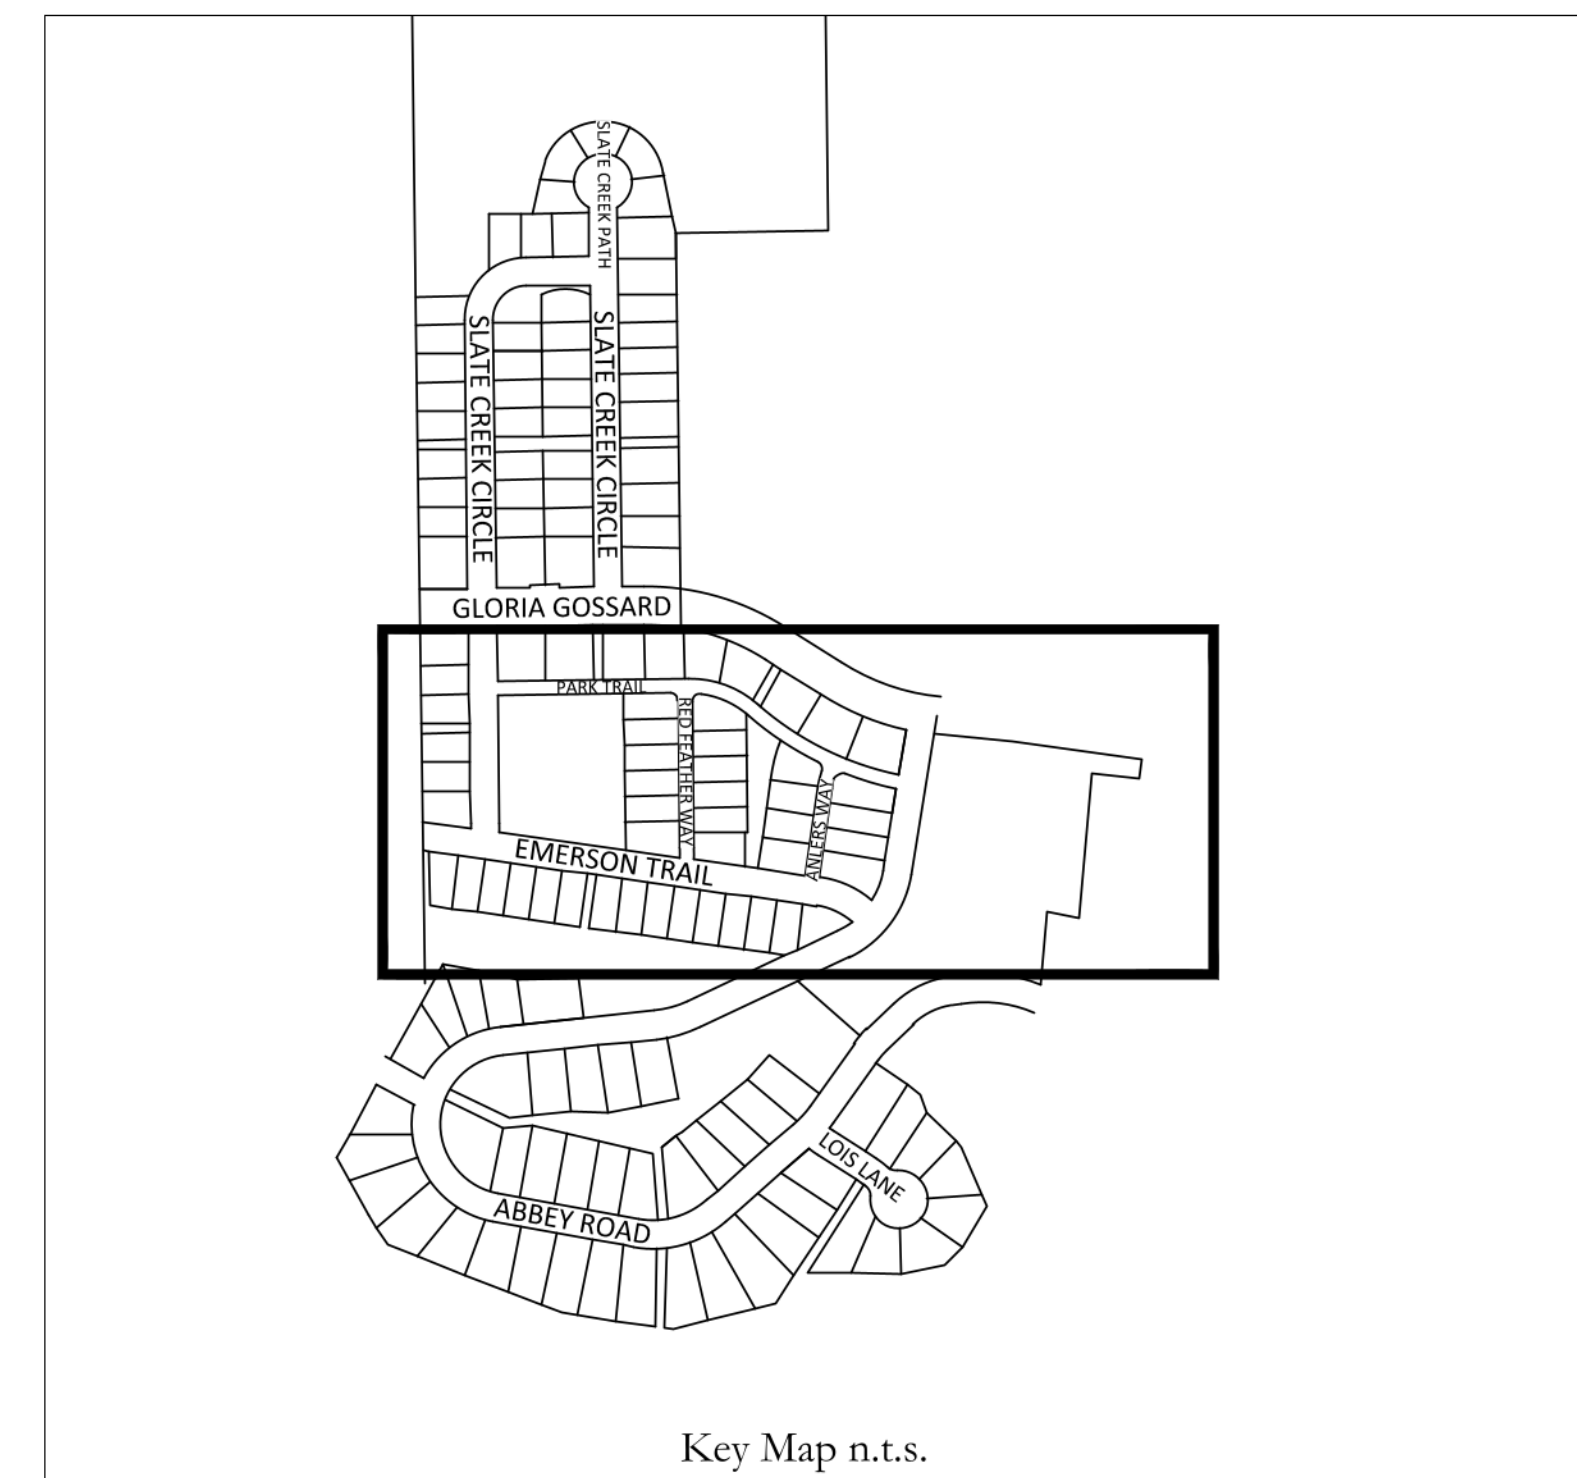 SLATE CREEK PATH
SLATE CREEK CIRCLE
SLATE CREEK CIRCLE
GLORIA GOSSARD
PARK TRAIL
RED FEATHER WAY
ANLERS WAY
EMERSON TRAIL
LOIS LANE
ABBEY ROAD
Key Map n.t.s.